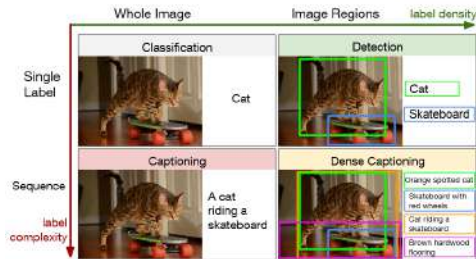 Whole Image
Image Regions
label density
Single
Label
Classification
Cat
Detection
Cat
Skateboard
Sequence
label
complexity
Captioning
A cat
riding a
skateboard
Dense Captioning
Orange spotted cat
Skateboard with
red wheels
Cat riding a
skateboard
Brown hardwood
flooring